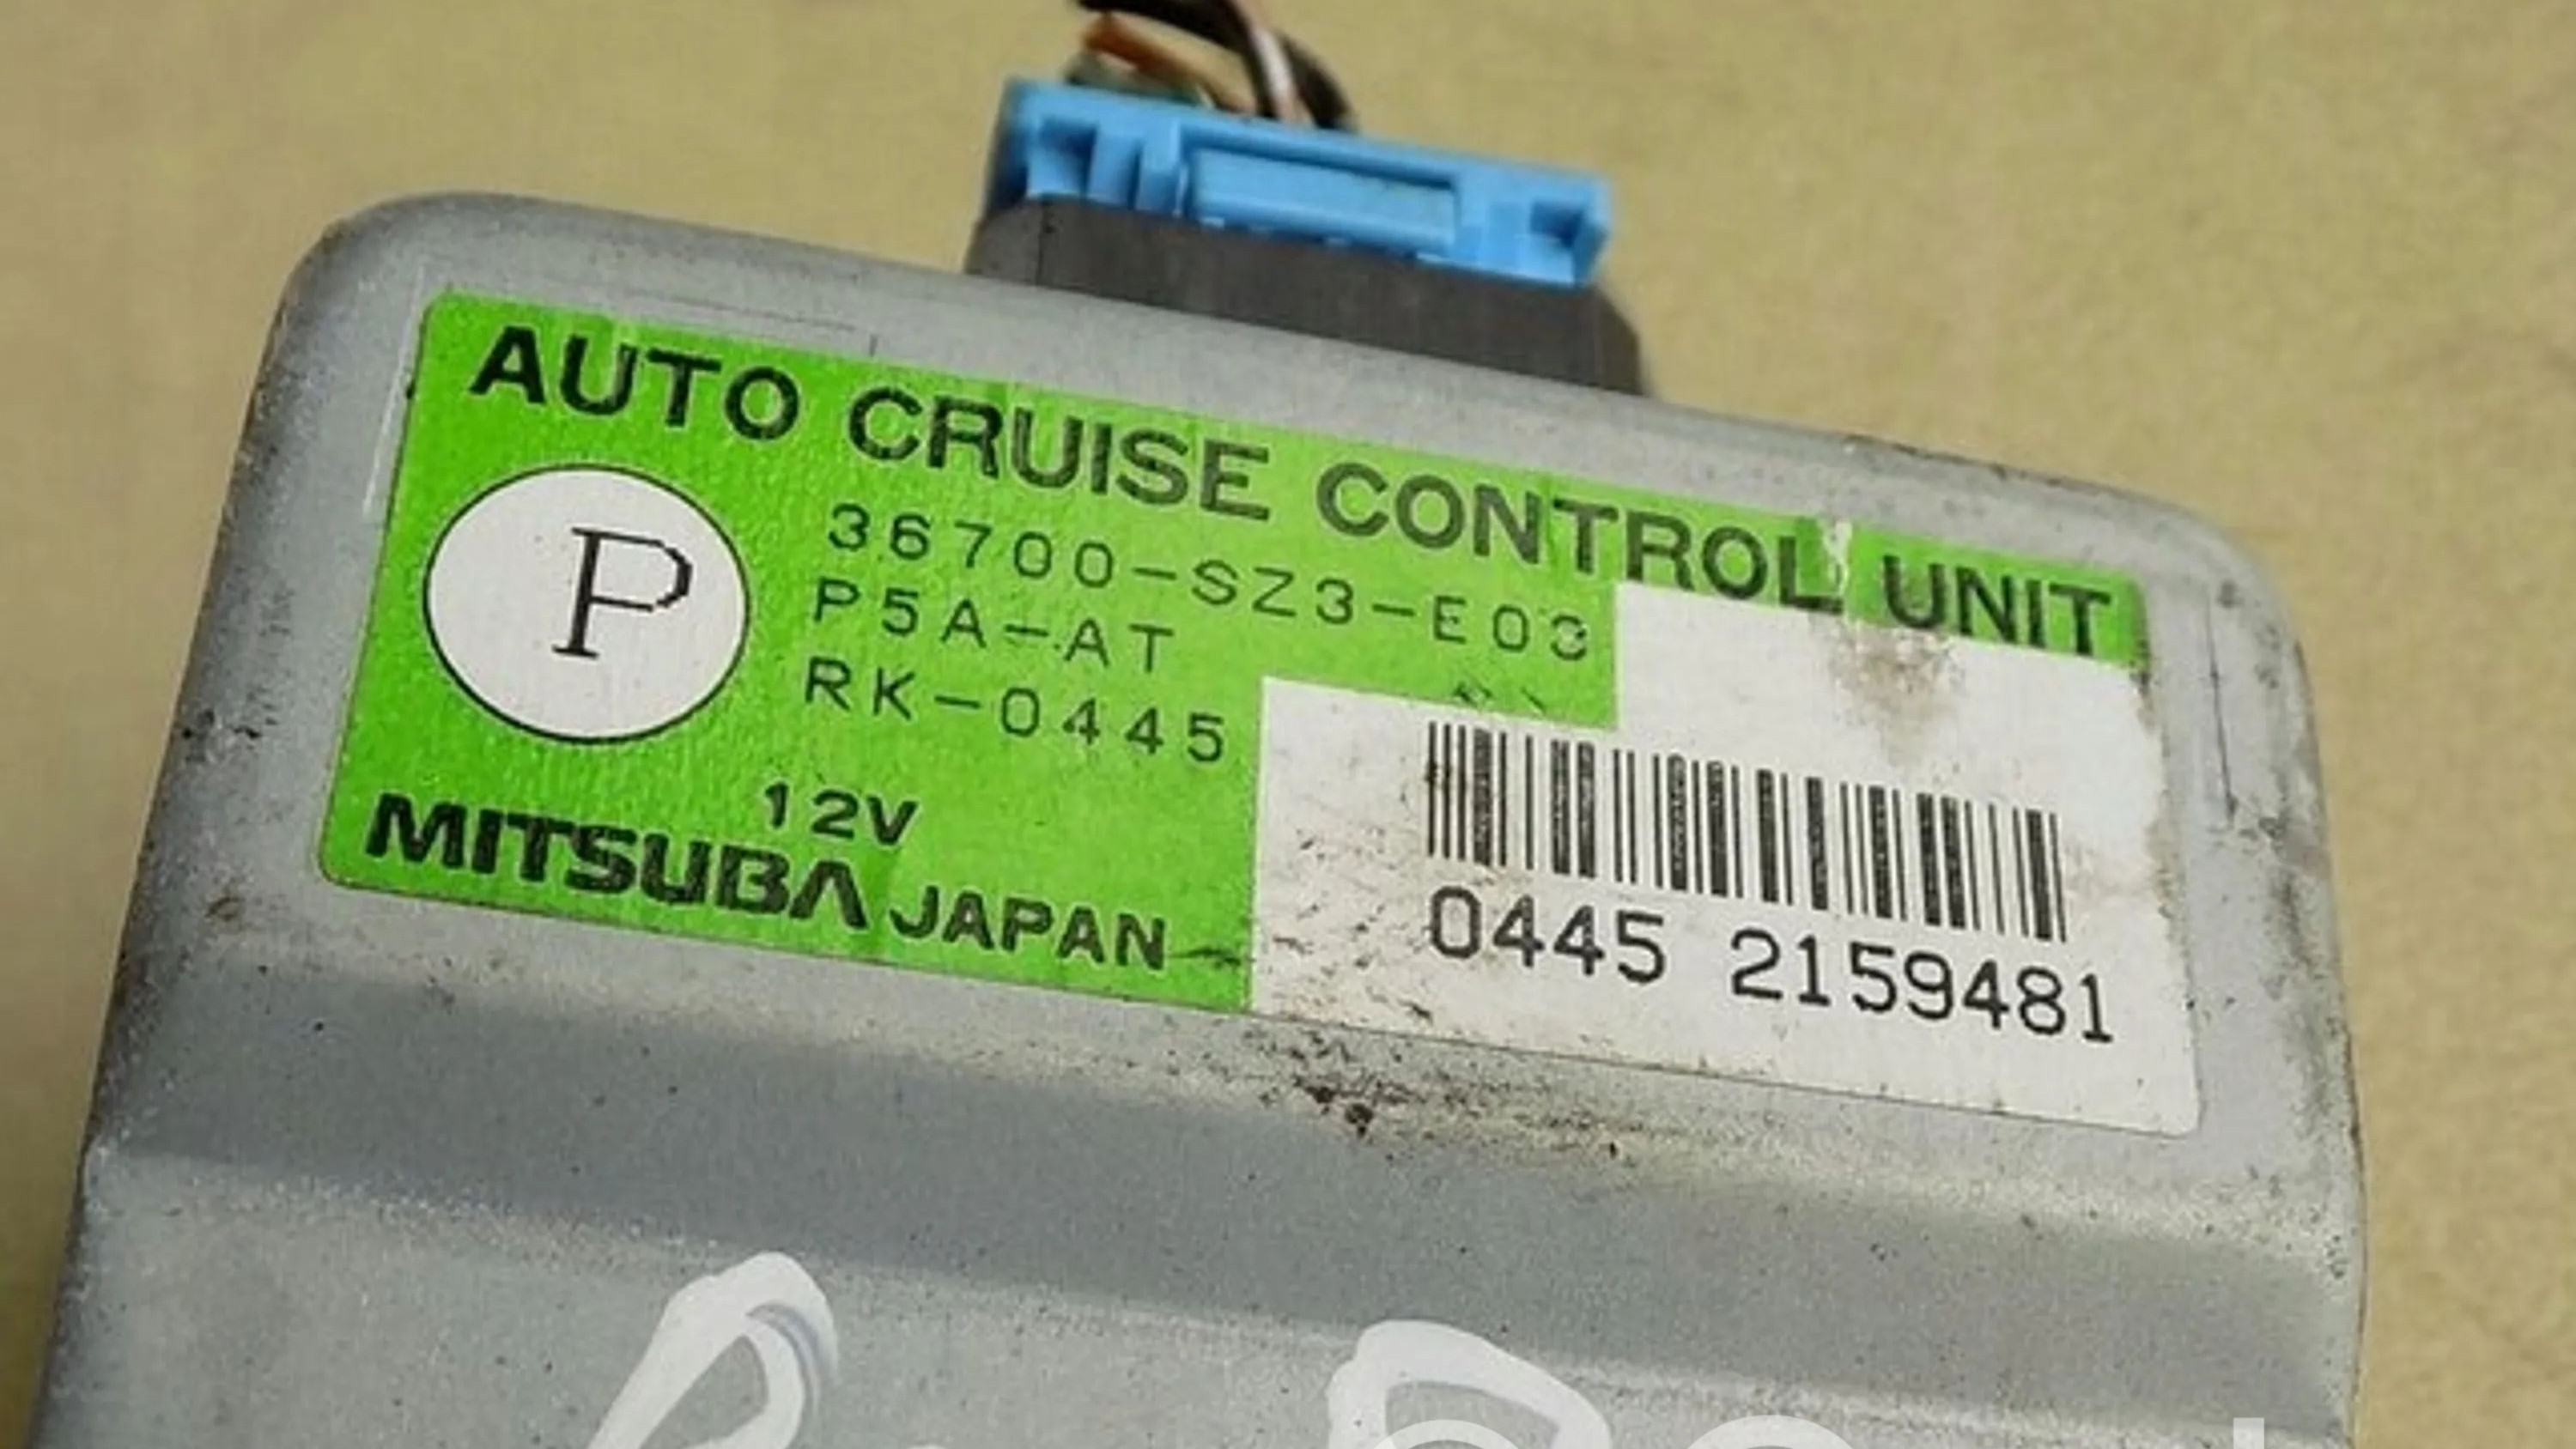 AUTO CRUISE CONTROL UNIT
P
36700-SZ3-E03
P5A-AT
RK-0445
12V
MITSUBA JAPAN
0445 2159481